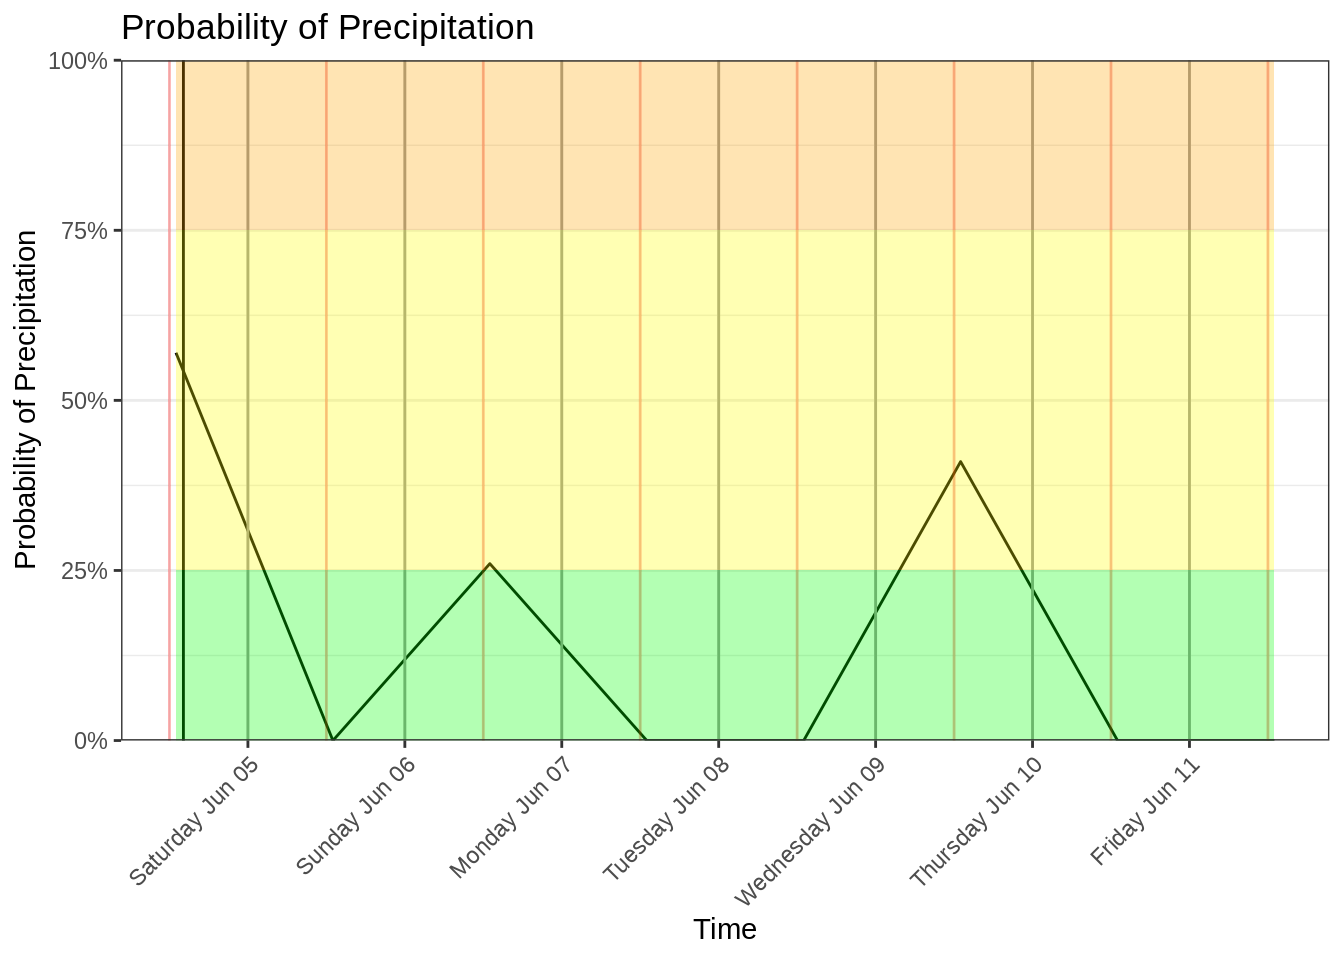 Probability of Precipitation
Probability of Precipitation
100%
75%
50%
25%
0%
Saturday Jun 05
Sunday Jun 06
Monday Jun 07
Tuesday Jun 08
Wednesday Jun 09
Thursday Jun 10
Friday Jun 11
Time